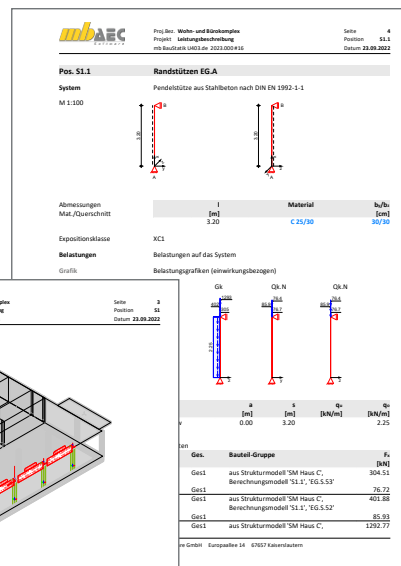 mbAEC
Software
Proj.Bez. Wohn- und Bürokomplex
Projekt Leistungsbeschreibung
mb BauStatik U403.de 2023.000#16
Seite 4
Position S1.1
Datum 23.09.2022
Pos. S1.1 Randstützen EG.A
System Pendelstütze aus Stahlbeton nach DIN EN 1992-1-1
M 1:100
B B
3.20 3.20
A A
Abmessungen l Material
Mat./Querschnitt [m] [cm]
3.20 C 25/30 30/30
Expositionsklasse XC1
Belastungen Belastungen auf das System
Grafik Belastungsgrafiken (einwirkungsbezogen)
Gk Qk.N Qk.N
a s
[m] [m] [kN/m] [kN/m]
0.00 3.20 2.25
Ges. Bauteil-Gruppe
[kN]
Ges1 aus Strukturmodell 'SM Haus C', 304.51
Berechnungsmodell 'S1.1', 'EG.S.53'
Ges1 76.72
Ges1 aus Strukturmodell 'SM Haus C', 401.88
Berechnungsmodell 'S1.1', 'EG.S.52'
Ges1 85.93
Ges1 aus Strukturmodell 'SM Haus C', 1292.77
GmbH Europaallee 14 67657 Kaiserslautern
Seite 3
Position S1
Datum 23.09.2022